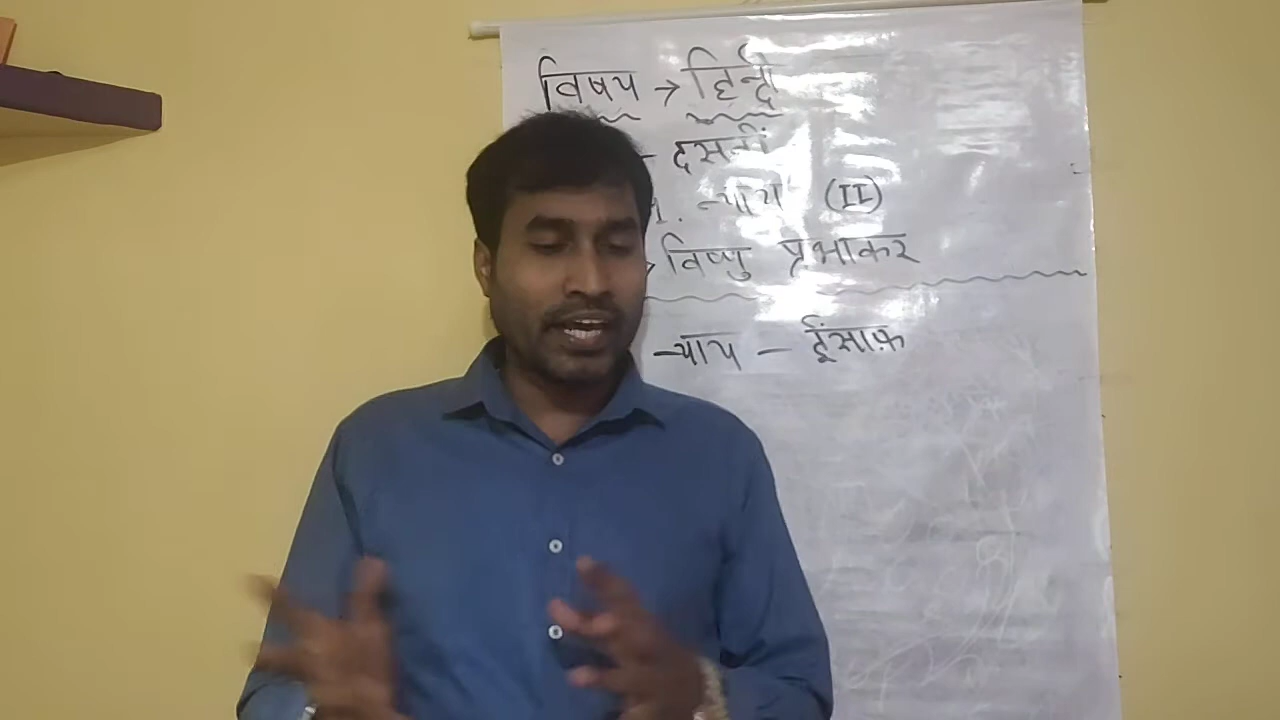 विषय → हिन्दी
- दसवीं
. न्याय (II)
→ विष्णु प्रभाकर
न्याय - इंसाफ़